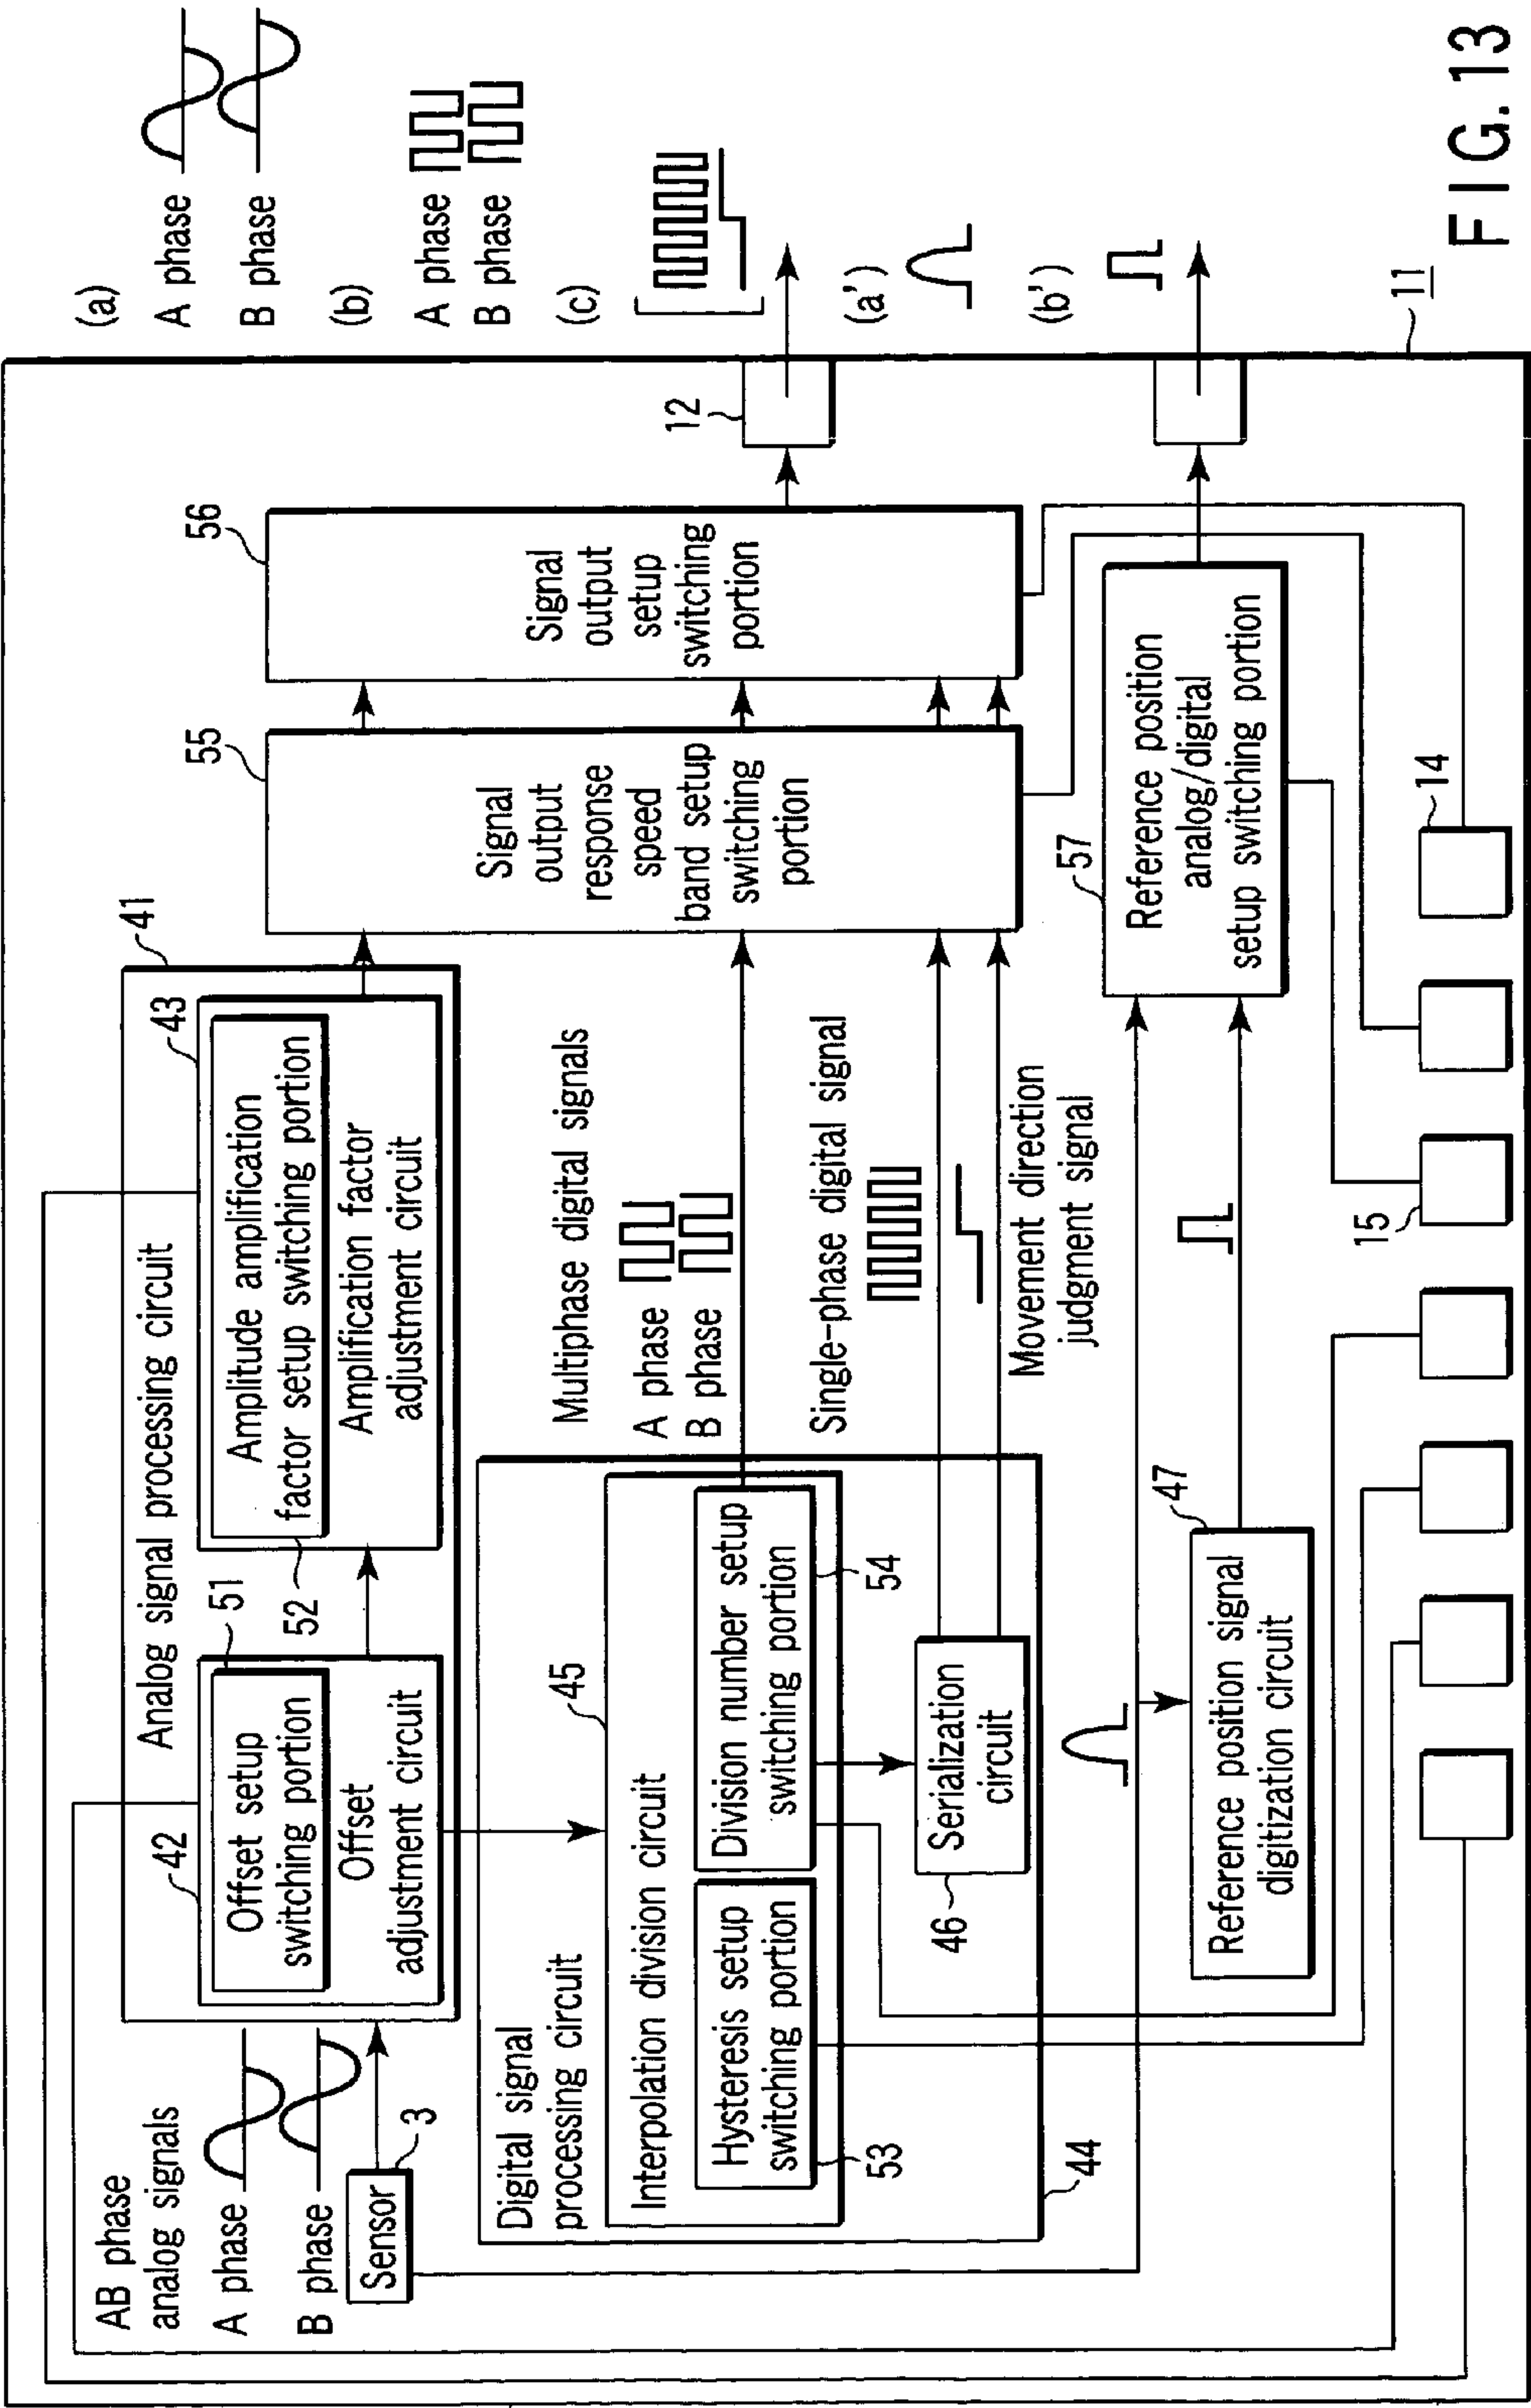 AB phase
analog signals
A phase
B phase
Sensor
3
Analog signal processing circuit
41
42
Offset setup
switching portion
51
Offset
adjustment circuit
43
Amplitude amplification
factor setup switching portion
52
Amplification factor
adjustment circuit
Digital signal
processing circuit
44
Interpolation division circuit
45
Hysteresis setup
switching portion
53
Division number setup
switching portion
54
Serialization
circuit
46
Multiphase digital signals
A phase
B phase
Single-phase digital signal
Movement direction
judgment signal
Reference position signal
digitization circuit
47
55
Signal
output
response
speed
band setup
switching
portion
56
Signal
output
setup
switching
portion
57
Reference position
analog/digital
setup switching portion
12
14
15
11
(a)
A phase
B phase
(b)
A phase
B phase
(c)
(a')
(b')
FIG. 13